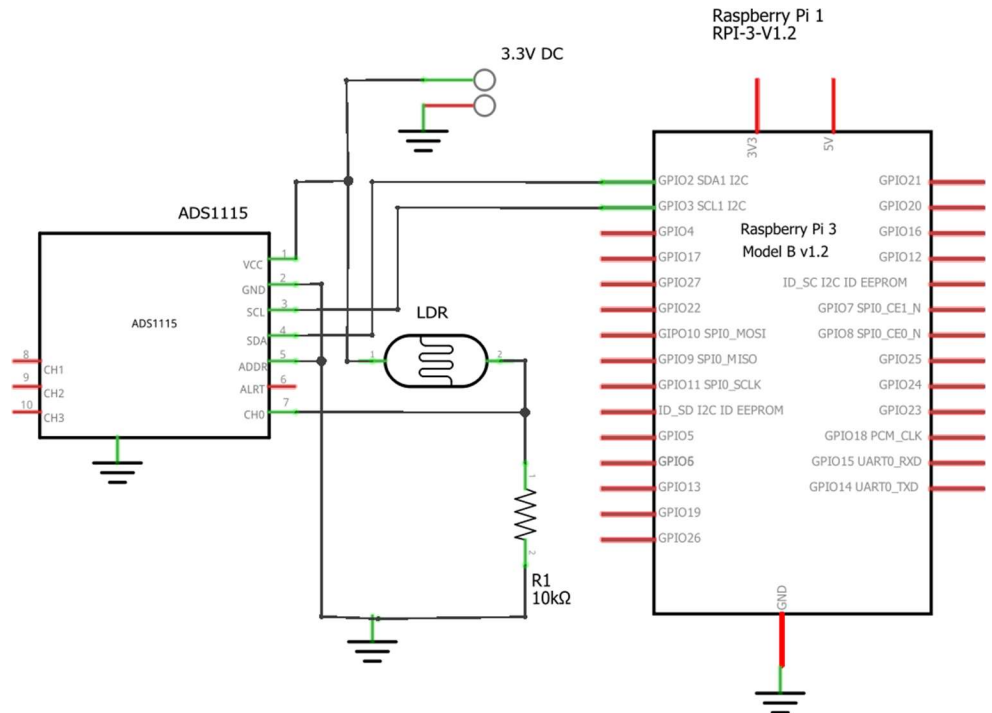 Raspberry Pi 1
RPI-3-V1.2
3.3V DC
3V3
5V
ADS1115
ADS1115
1
VCC
2
GND
3
SCL
4
SDA
5
ADDR
6
ALRT
7
CH0
8
CH1
9
CH2
10
CH3
LDR
1
2
1
2
R1
10kΩ
Raspberry Pi 3
Model B v1.2
GPIO2 SDA1 I2C
GPIO3 SCL1 I2C
GPIO4
GPIO17
GPIO27
GPIO22
GIPO10 SPI0_MOSI
GPIO9 SPI0_MISO
GPIO11 SPI0_SCLK
ID_SD I2C ID EEPROM
GPIO5
GPIO6
GPIO13
GPIO19
GPIO26
GPIO21
GPIO20
GPIO16
GPIO12
ID_SC I2C ID EEPROM
GPIO7 SPI0_CE1_N
GPIO8 SPI0_CE0_N
GPIO25
GPIO24
GPIO23
GPIO18 PCM_CLK
GPIO15 UART0_RXD
GPIO14 UART0_TXD
GND